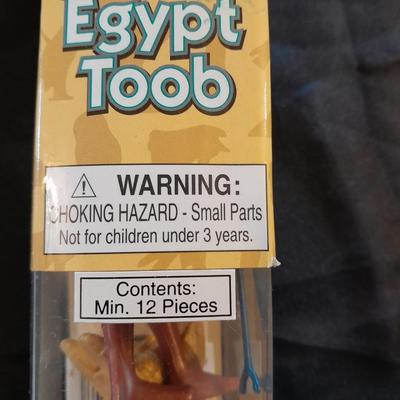 Egypt
Toob
WARNING:
CHOKING HAZARD - Small Parts
Not for children under 3 years.
Contents:
Min. 12 Pieces